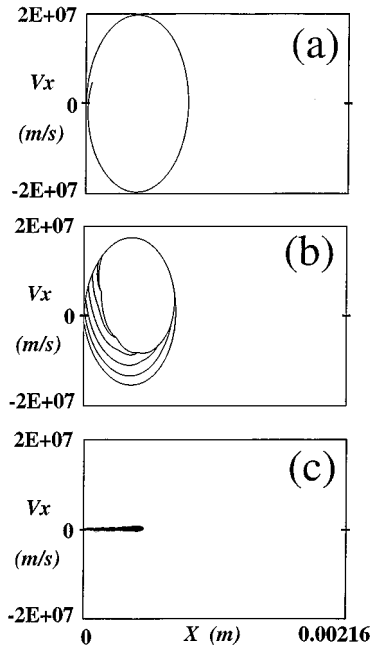 2E+07
(a)
Vx
0
(m/s)
-2E+07
2E+07
(b)
Vx
0
(m/s)
-2E+07
2E+07
(c)
Vx
0
(m/s)
-2E+07
0 X (m) 0.00216